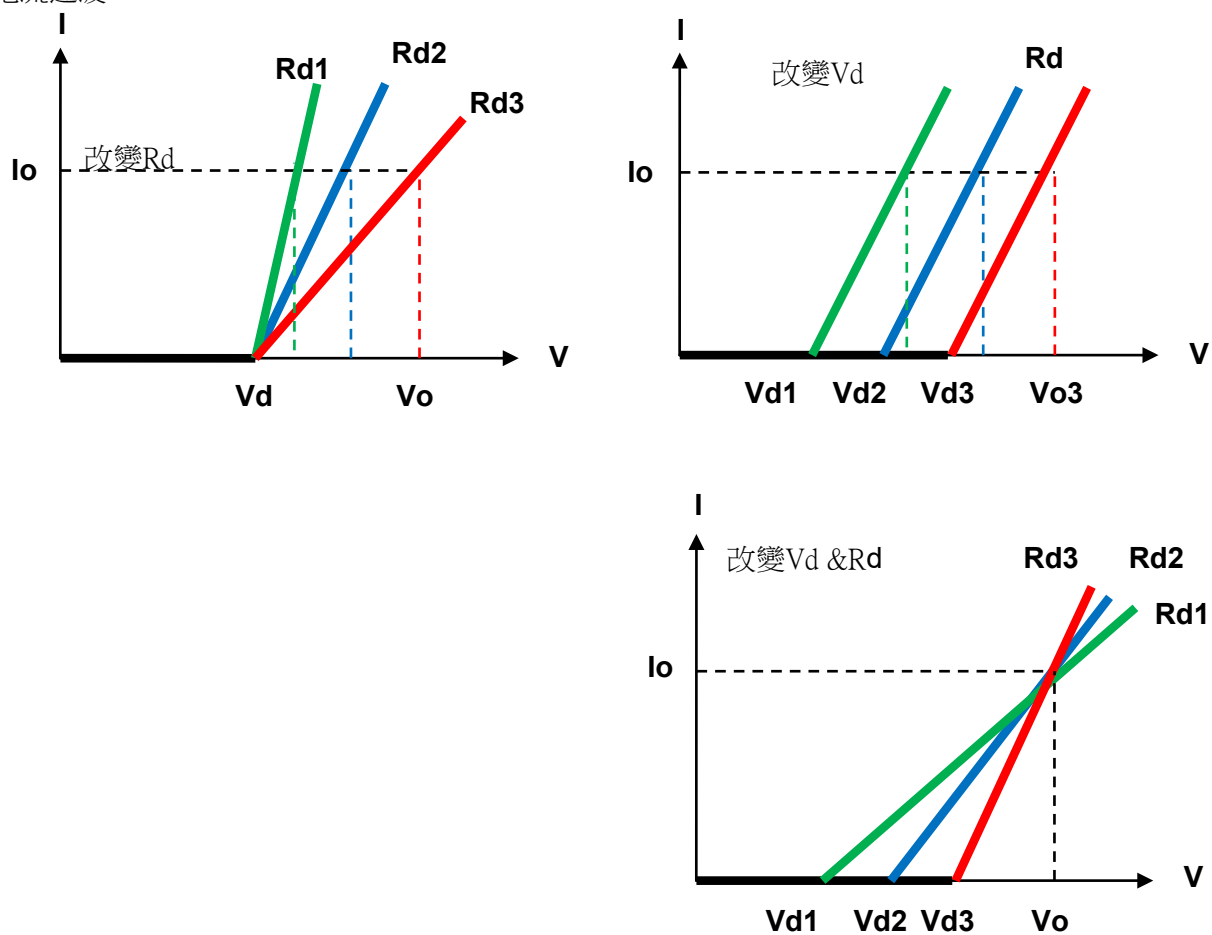 I
Rd1
Rd2
Rd3
改變Rd
Io
V
Vd
Vo
I
改變Vd
Rd
Io
V
Vd1 Vd2 Vd3 Vo3
I
改變Vd &Rd
Rd3 Rd2
Rd1
Io
V
Vd1 Vd2 Vd3 Vo